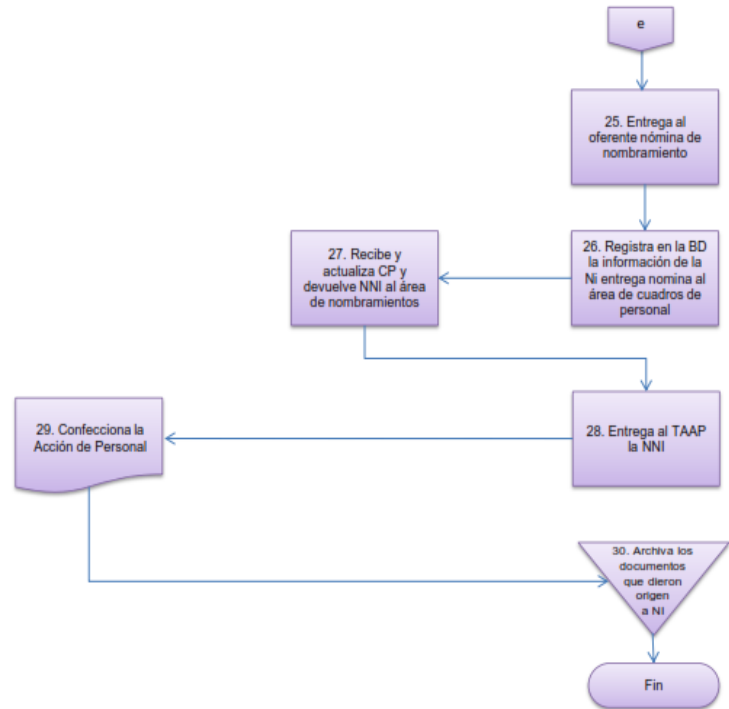 e
25. Entrega al
oferente nómina de
nombramiento
26. Registra en la BD
la información de la
Ni entrega nomina al
área de cuadros de
personal
27. Recibe y
actualiza CP y
devuelve NNI al área
de nombramientos
28. Entrega al TAAP
la NNI
29. Confecciona la
Acción de Personal
30. Archiva los
documentos
que dieron
origen
a NI
Fin